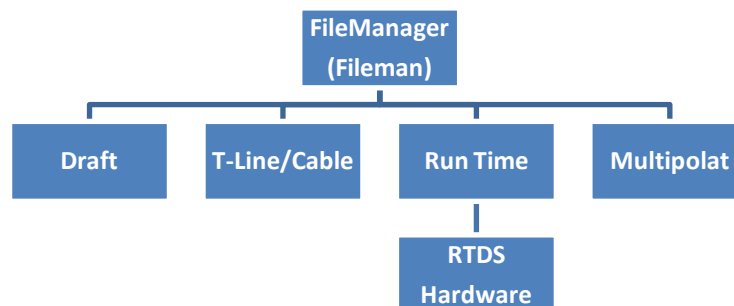 FileManager
(Fileman)
Draft
T-Line/Cable
Run Time
Multipolat
RTDS
Hardware